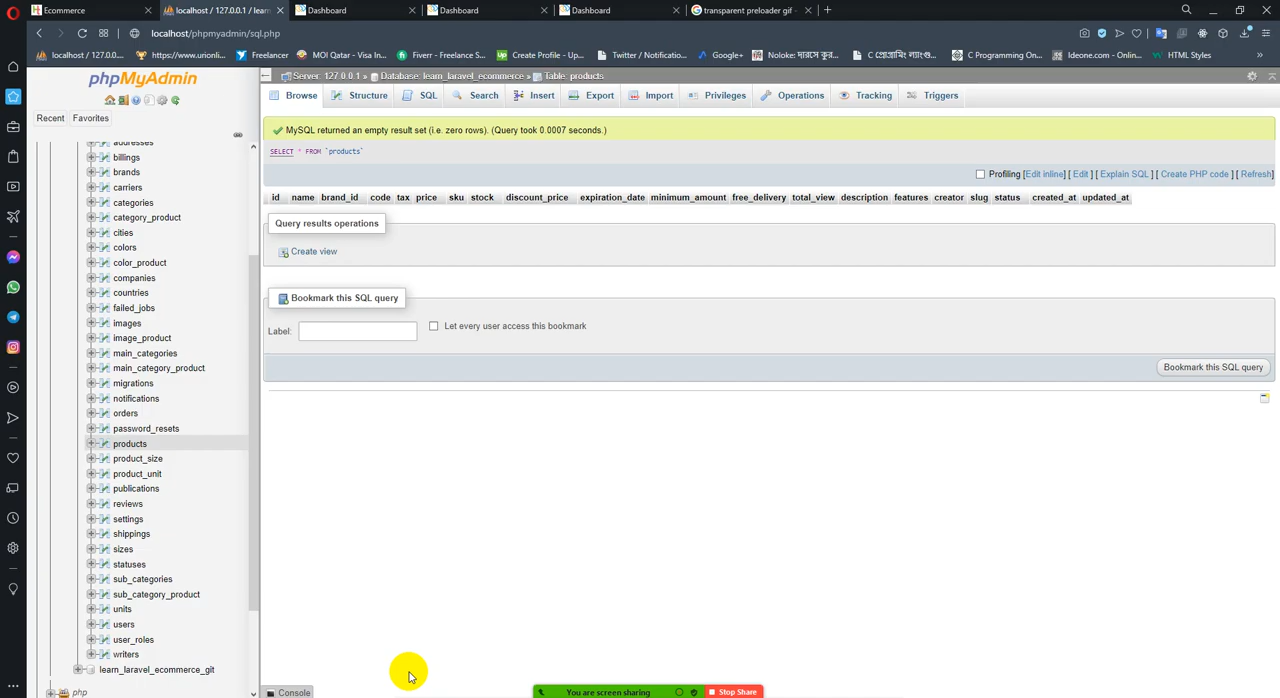 Ecommerce
localhost / 127.0.0.1 / learn
Dashboard
Dashboard
Dashboard
transparent preloader gif -
localhost/phpmyadmin/sql.php
localhost / 127.0.0....
https://www.urionli...
Freelancer
MOI Qatar - Visa In...
Fiverr - Freelance S...
Create Profile - Up...
Twitter / Notificatio...
Google+
C Programming On...
Ideone.com - Onlin...
HTML Styles
phpMyAdmin
Recent
Favorites
addresses
billings
brands
carriers
categories
category_product
cities
colors
color_product
companies
countries
failed_jobs
images
image_product
main_categories
main_category_product
migrations
notifications
orders
password_resets
products
product_size
product_unit
publications
reviews
settings
shippings
sizes
statuses
sub_categories
sub_category_product
units
users
user_roles
writers
learn_laravel_ecommerce_git
php
Server: 127.0.0.1 » Database: learn_laravel_ecommerce » Table: products
Browse
Structure
SQL
Search
Insert
Export
Import
Privileges
Operations
Tracking
Triggers
MySQL returned an empty result set (i.e. zero rows). (Query took 0.0007 seconds.)
SELECT * FROM `products`
Profiling [Edit inline] [ Edit ] [ Explain SQL ] [ Create PHP code ] [ Refresh]
id name brand_id code tax price sku stock discount_price expiration_date minimum_amount free_delivery total_view description features creator slug status created_at updated_at
Query results operations
Create view
Bookmark this SQL query
Label:
Let every user access this bookmark
Bookmark this SQL query
Console
You are screen sharing
Stop Share